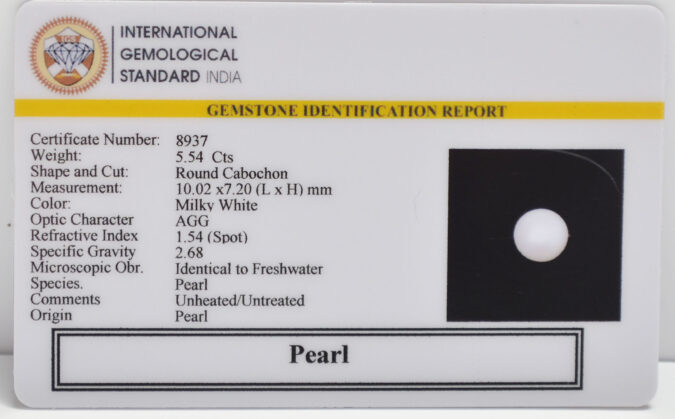 IGS
INTERNATIONAL
GEMOLOGICAL
STANDARD INDIA
GEMSTONE IDENTIFICATION REPORT
Certificate Number: 8937
Weight: 5.54 Cts
Shape and Cut: Round Cabochon
Measurement: 10.02 x7.20 (L x H) mm
Color: Milky White
Optic Character AGG
Refractive Index 1.54 (Spot)
Specific Gravity 2.68
Microscopic Obr. Identical to Freshwater
Species. Pearl
Comments Unheated/Untreated
Origin Pearl
Pearl